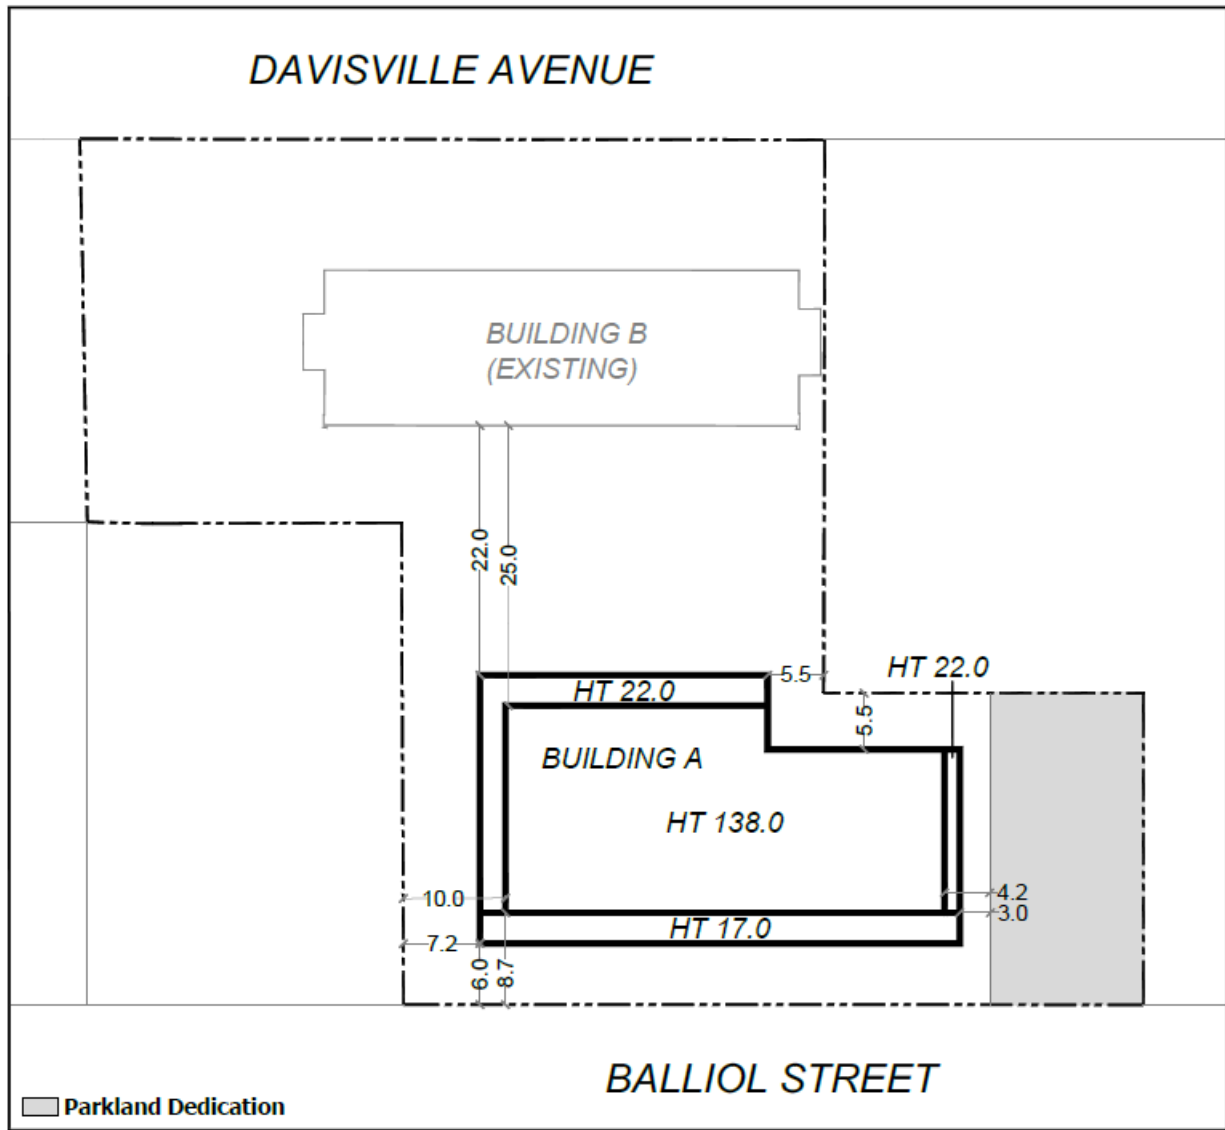 DAVISVILLE AVENUE
BUILDING B
(EXISTING)
22.0
25.0
5.5
HT 22.0
HT 22.0
5.5
BUILDING A
HT 138.0
10.0
4.2
3.0
HT 17.0
7.2
6.0
8.7
BALLIOL STREET
Parkland Dedication